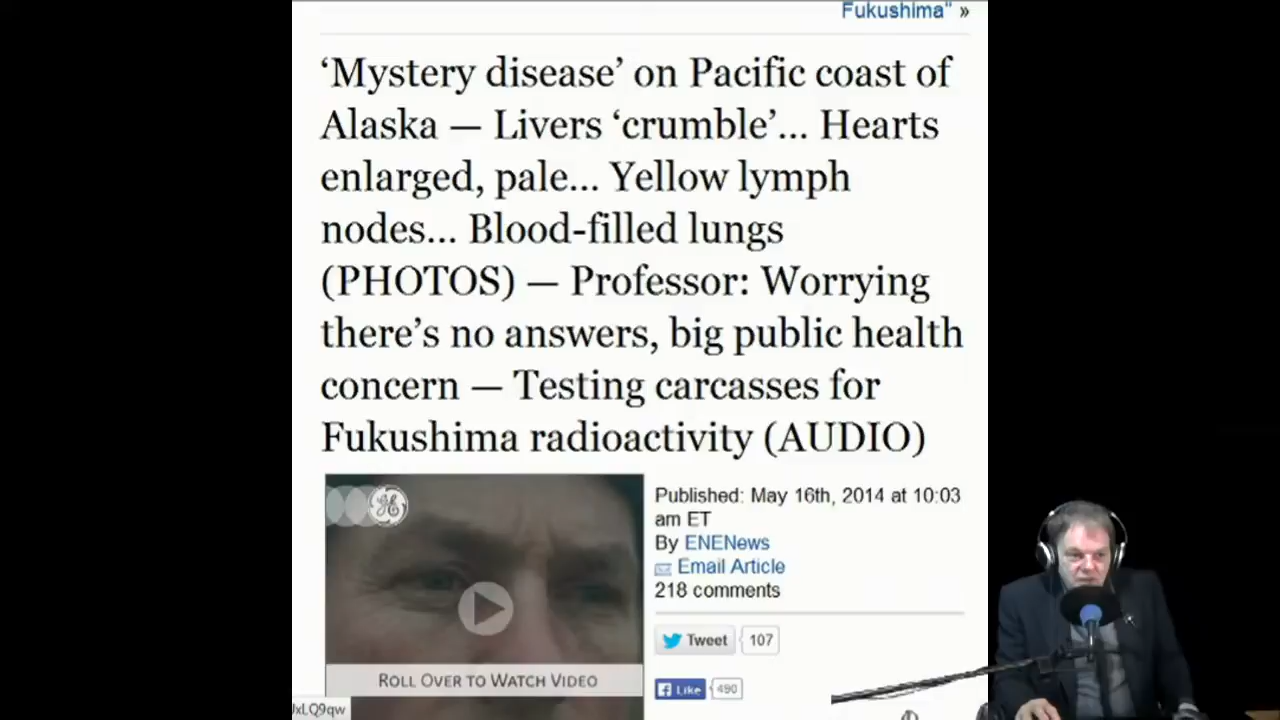 Fukushima" »
‘Mystery disease’ on Pacific coast of
Alaska — Livers ‘crumble’… Hearts
enlarged, pale… Yellow lymph
nodes… Blood-filled lungs
(PHOTOS) — Professor: Worrying
there’s no answers, big public health
concern — Testing carcasses for
Fukushima radioactivity (AUDIO)
Published: May 16th, 2014 at 10:03
am ET
By ENENews
Email Article
218 comments
Tweet 107
Like 490
ROLL OVER TO WATCH VIDEO